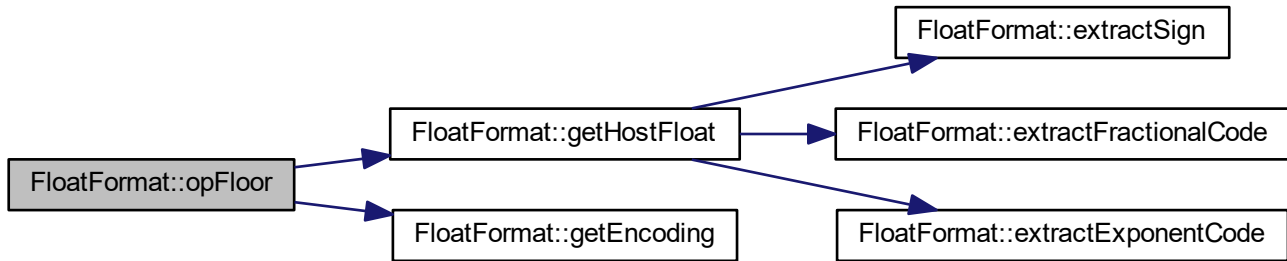 FloatFormat::extractSign
FloatFormat::getHostFloat
FloatFormat::extractFractionalCode
FloatFormat::opFloor
FloatFormat::getEncoding
FloatFormat::extractExponentCode